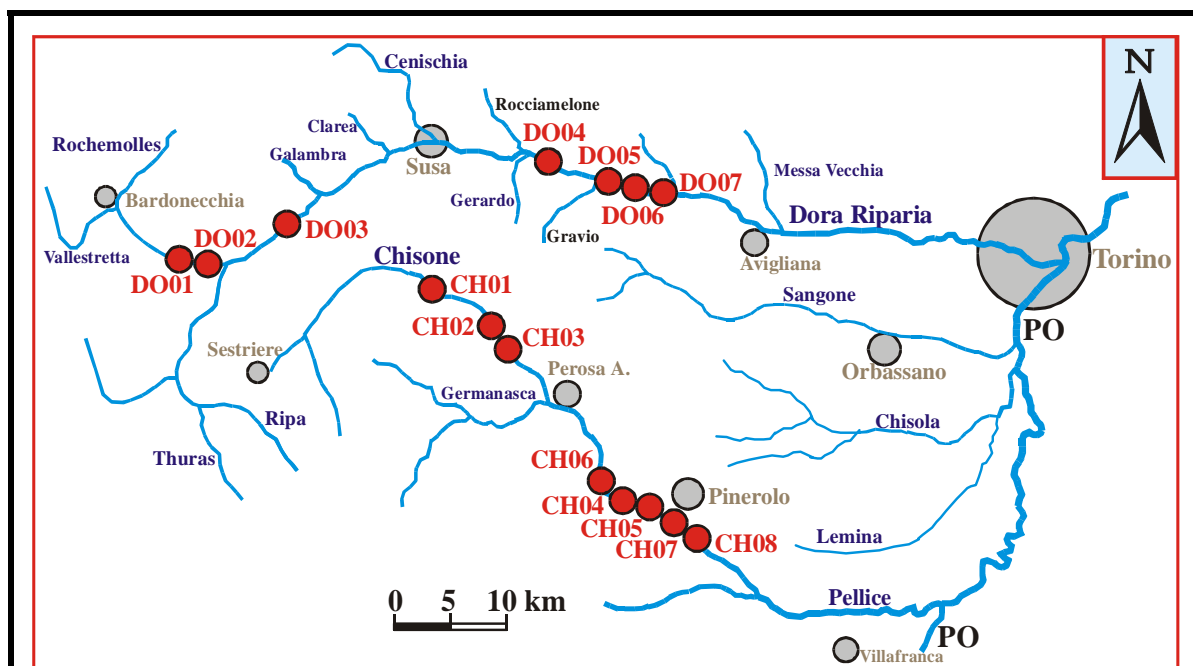 N
Cenischia
Rocciamelone
Clarea
DO04
Rochemolles
Galambra
DO05
Susa
Messa Vecchia
DO07
Bardonecchia
Gerardo
DO06
Dora Riparia
DO02
DO03
Gravio
Vallestretta
Chisone
Avigliana
Torino
DO01
CH01
Sangone
CH02
CH03
PO
Sestriere
Perosa A.
Orbassano
Germanasca
Ripa
Chisola
Thuras
CH06
Pinerolo
CH04
CH05
Lemina
CH07
CH08
Pellice
0 5 10 km
PO
Villafranca